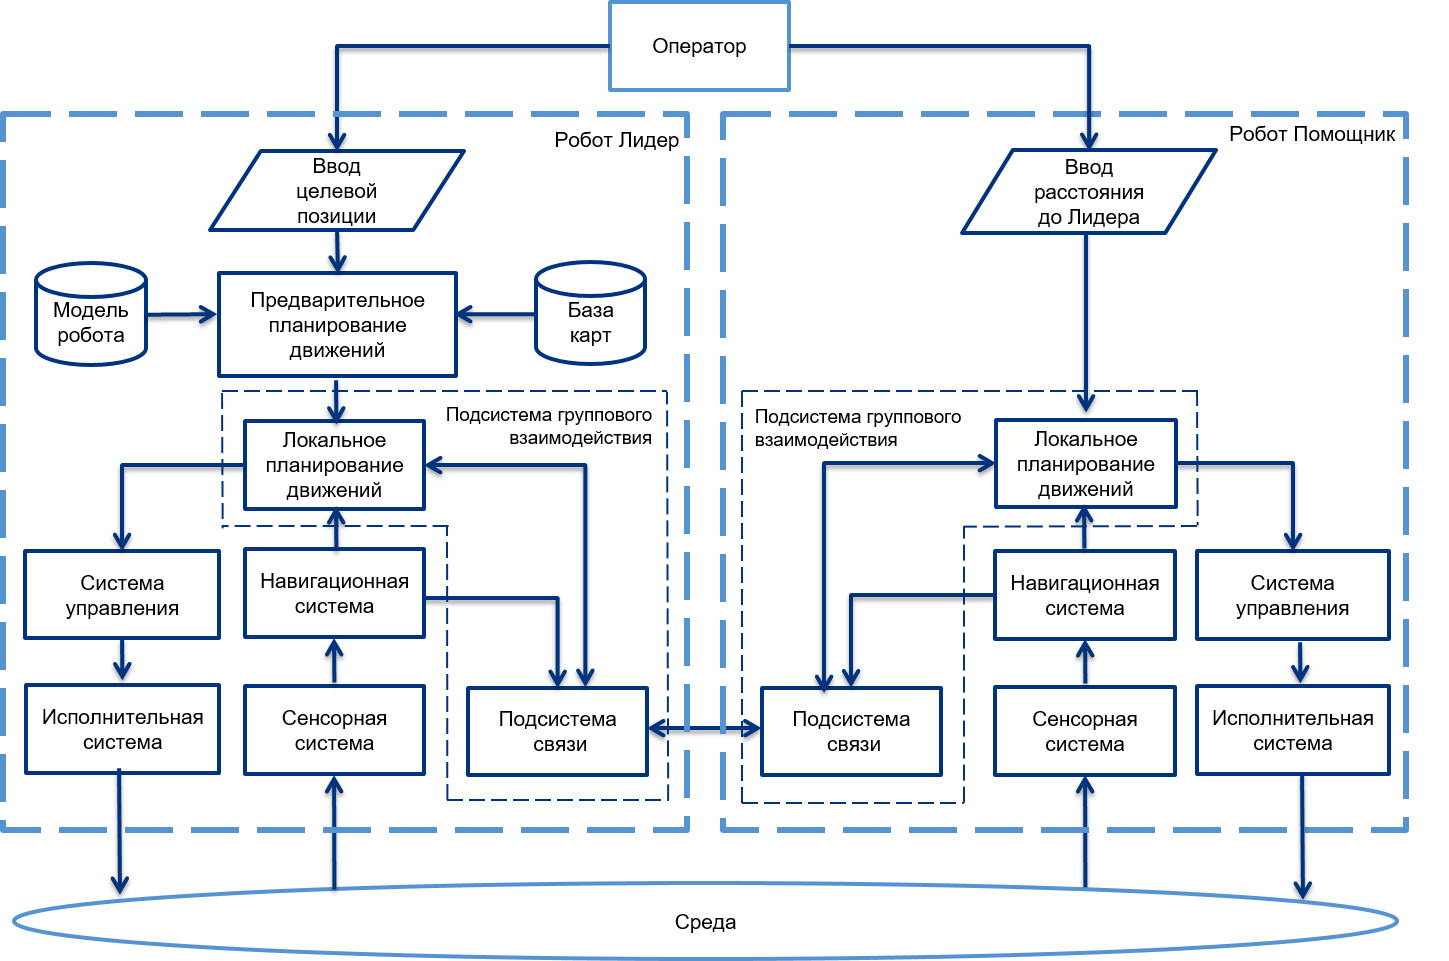 Оператор
Робот Лидер
Ввод
целевой
позиции
Модель
робота
Предварительное
планирование
движений
База
карт
Подсистема группового
взаимодействия
Локальное
планирование
движений
Система
управления
Навигационная
система
Исполнительная
система
Сенсорная
система
Подсистема
связи
Робот Помощник
Ввод
расстояния
до Лидера
Подсистема группового
взаимодействия
Локальное
планирование
движений
Навигационная
система
Система
управления
Подсистема
связи
Сенсорная
система
Исполнительная
система
Среда